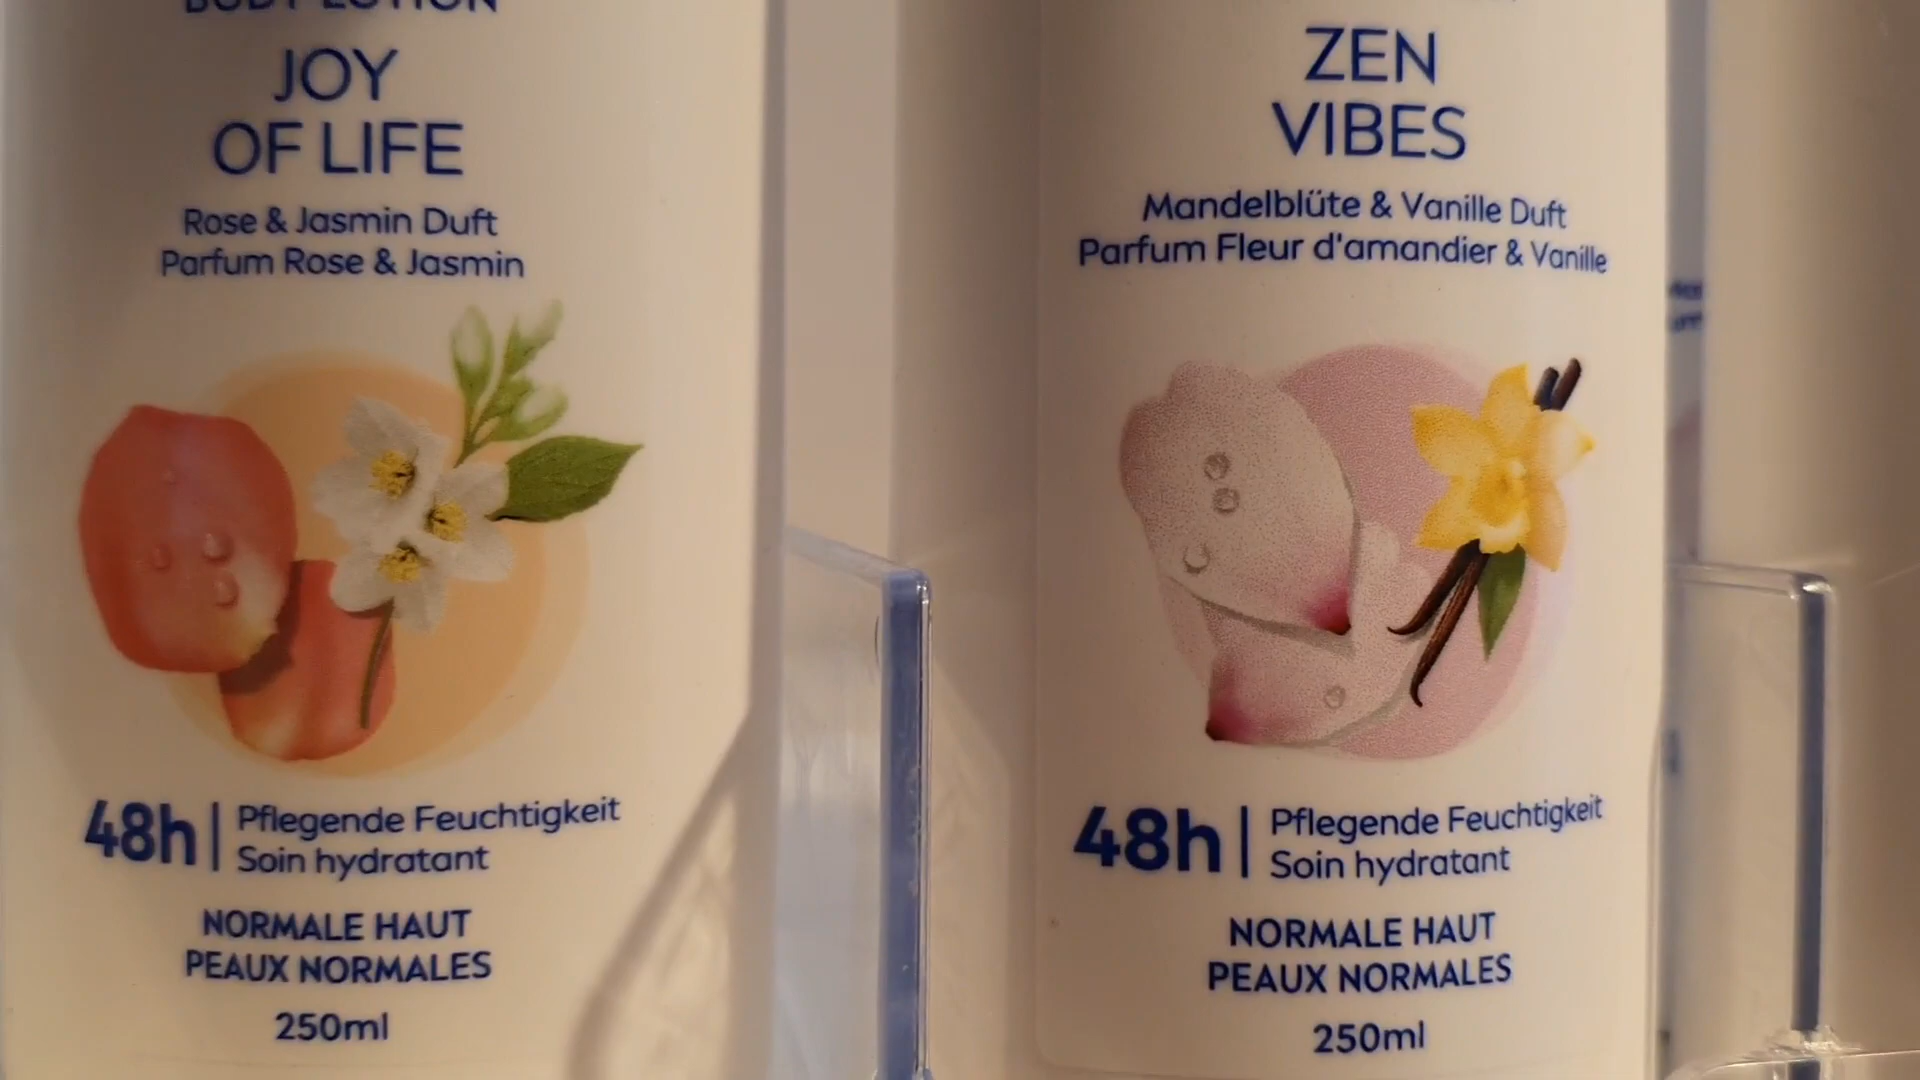 BODY LOTION
JOY
OF LIFE
Rose & Jasmin Duft
Parfum Rose & Jasmin
48h | Pflegende Feuchtigkeit
Soin hydratant
NORMALE HAUT
PEAUX NORMALES
250ml
ZEN
VIBES
Mandelblüte & Vanille Duft
Parfum Fleur d'amandier & Vanille
48h | Pflegende Feuchtigkeit
Soin hydratant
NORMALE HAUT
PEAUX NORMALES
250ml